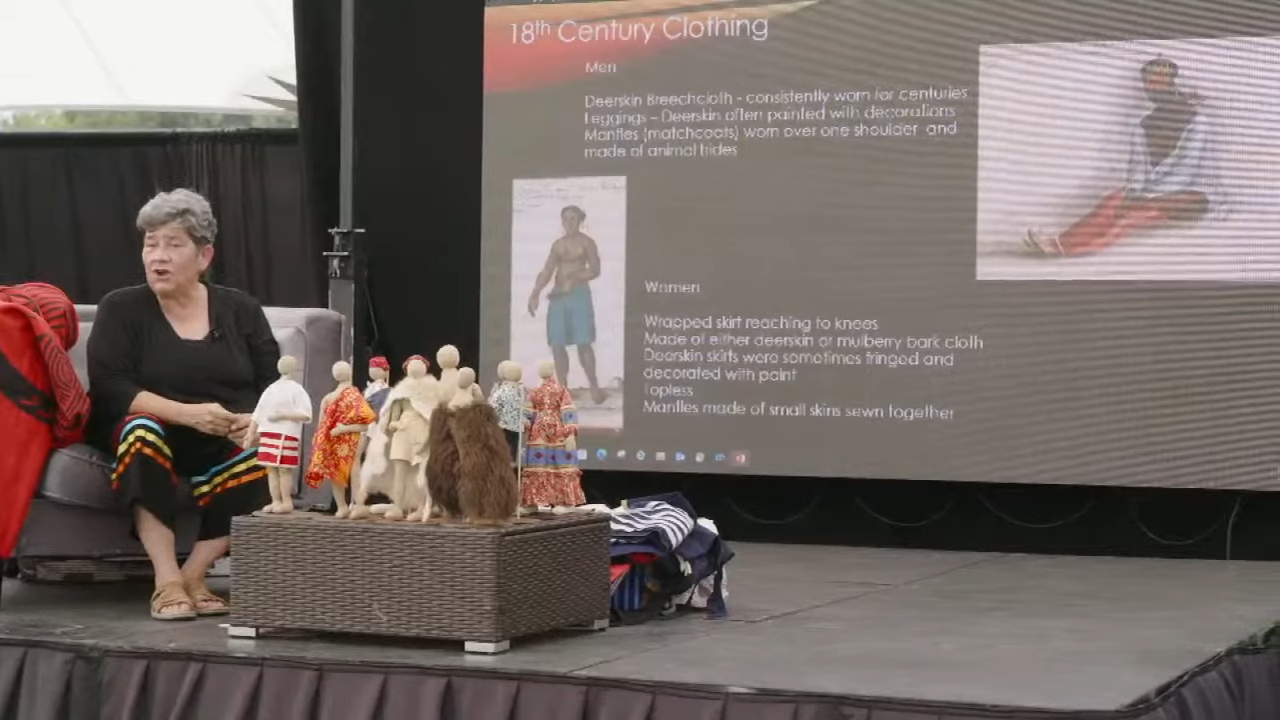 18th Century Clothing
Men
Deerskin Breechcloth - consistently worn for centuries
Leggings – Deerskin often painted with decorations
Mantles (matchcoats) worn over one shoulder and
made of animal hides
Women
Wrapped skirt reaching to knees
Made of either deerskin or mulberry bark cloth
Deerskin skirts were sometimes fringed and
decorated with paint
Topless
Mantles made of small skins sewn together